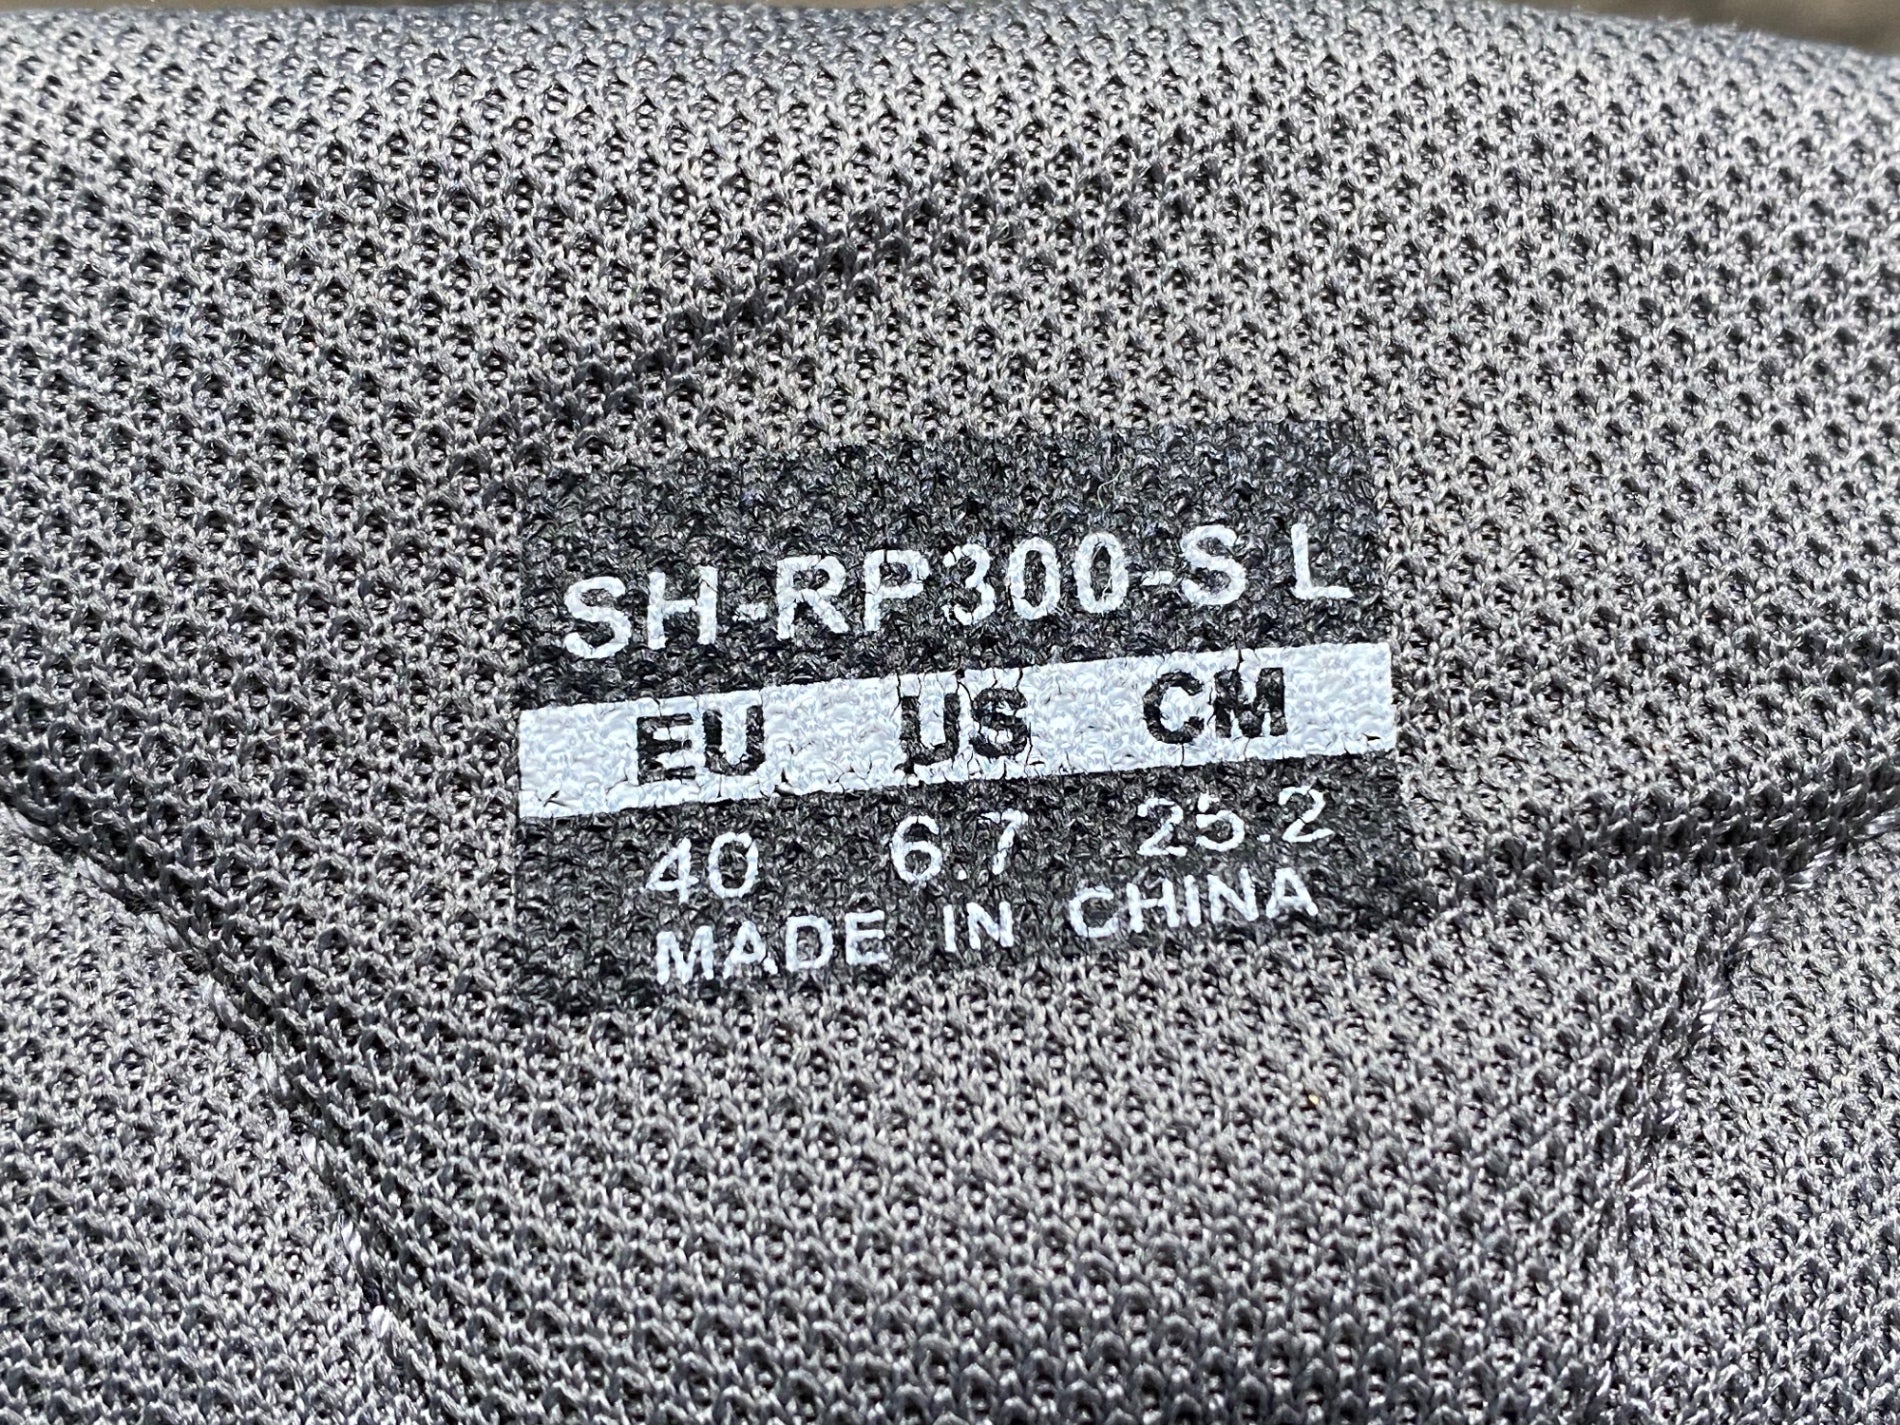 SH-RP300-S L
EU US CM
40 6.7 25.2
MADE IN CHINA